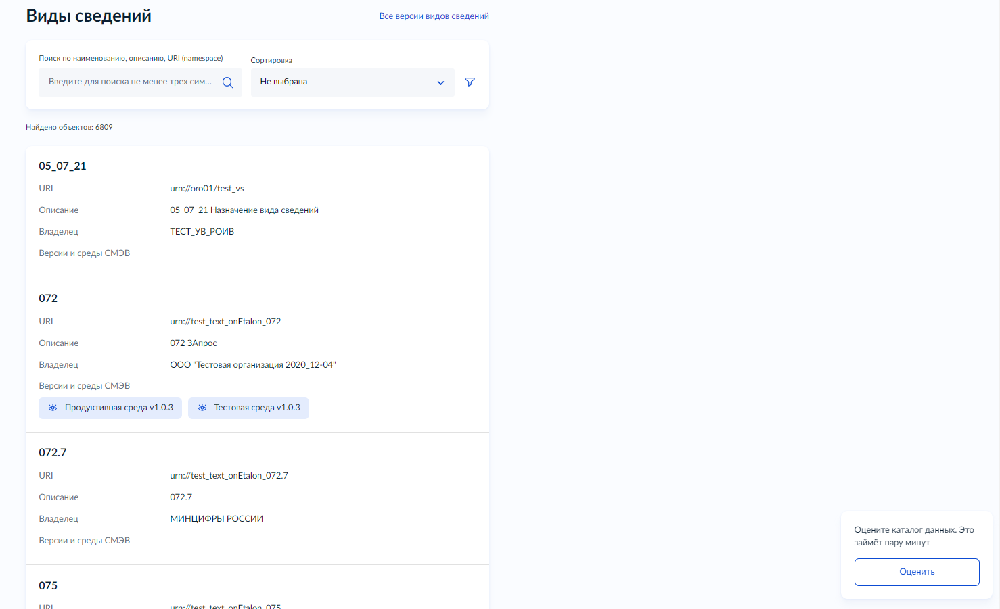 Виды сведений
Все версии видов сведений
Поиск по наименованию, описанию, URI (namespace)
Сортировка
Введите для поиска не менее трех сим...
Не выбрана
Найдено объектов: 6809
05_07_21
URI
urn://oro01/test_vs
Описание
05_07_21 Назначение вида сведений
Владелец
ТЕСТ_УВ_РОИВ
Версии и среды СМЭВ
072
URI
urn://test_text_onEtalon_072
Описание
072 ЗАпрос
Владелец
ООО "Тестовая организация 2020_12-04"
Версии и среды СМЭВ
Продуктивная среда v1.0.3
Тестовая среда v1.0.3
072.7
URI
urn://test_text_onEtalon_072.7
Описание
072.7
Владелец
МИНЦИФРЫ РОССИИ
Версии и среды СМЭВ
075
URI
urn://test_text_onEtalon_075
Оцените каталог данных. Это
займёт пару минут
Оценить